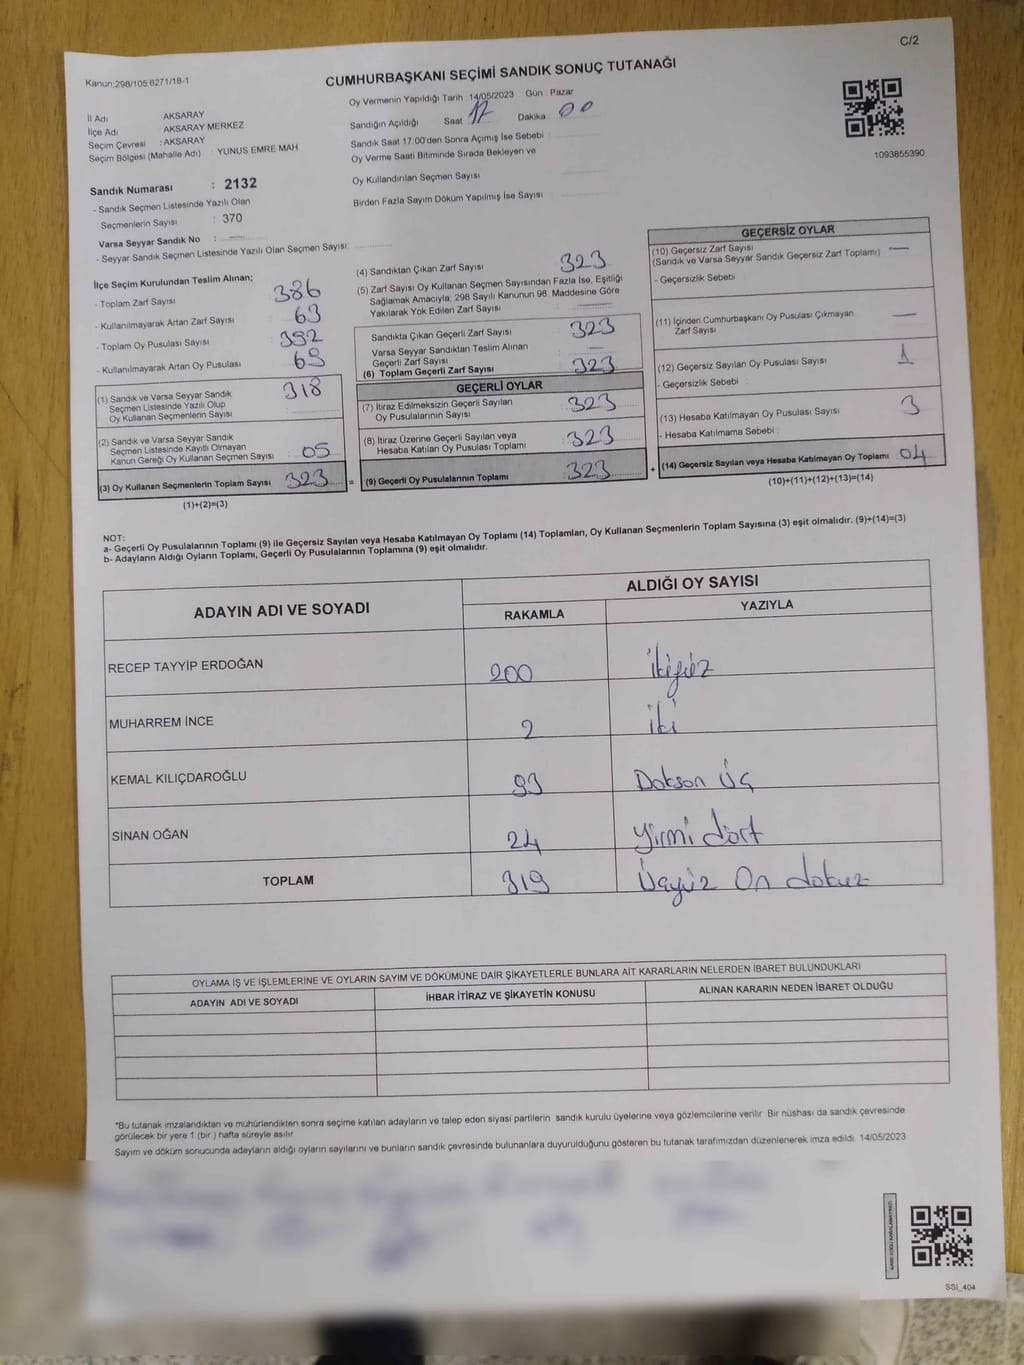 C/2
Kanun:298/105.6271/18-1
CUMHURBAŞKANI SEÇİMİ SANDIK SONUÇ TUTANAĞI
İl Adı AKSARAY
İlçe Adı AKSARAY MERKEZ
Seçim Çevresi : AKSARAY
Seçim Bölgesi (Mahalle Adı) YUNUS EMRE MAH
Oy Vermenin Yapıldığı Tarih 14/05/2023 Gün : Pazar
Sandığın Açıldığı Saat 17 Dakika : 00
Sandık Saat 17:00'den Sonra Açımış İse Sebebi
Oy Verme Saati Bitiminde Sırada Bekleyen ve
Oy Kullandırılan Seçmen Sayısı
Birden Fazla Sayım Döküm Yapılmış İse Sayısı
1093855390
Sandık Numarası : 2132
- Sandık Seçmen Listesinde Yazılı Olan
Seçmenlerin Sayısı : 370
Varsa Seyyar Sandık No : —
- Seyyar Sandık Seçmen Listesinde Yazılı Olan Seçmen Sayısı:
İlçe Seçim Kurulundan Teslim Alınan;
- Toplam Zarf Sayısı 386
- Kullanılmayarak Artan Zarf Sayısı 63
- Toplam Oy Pusulası Sayısı 392
- Kullanılmayarak Artan Oy Pusulası 69
(1) Sandık ve Varsa Seyyar Sandık
Seçmen Listesinde Yazılı Olup
Oy Kullanan Seçmenlerin Sayısı 318
(2) Sandık ve Varsa Seyyar Sandık
Seçmen Listesinde Kayıtlı Olmayan
Kanun Gereği Oy Kullanan Seçmen Sayısı 05
(3) Oy Kullanan Seçmenlerin Toplam Sayısı 323 =
(1)+(2)=(3)
(4) Sandıktan Çıkan Zarf Sayısı 323
(5) Zarf Sayısı Oy Kullanan Seçmen Sayısından Fazla İse, Eşitliği
Sağlamak Amacıyla; 298 Sayılı Kanunun 98. Maddesine Göre
Yakılarak Yok Edilen Zarf Sayısı —
Sandıkta Çıkan Geçerli Zarf Sayısı 323
Varsa Seyyar Sandıktan Teslim Alınan
Geçerli Zarf Sayısı —
(6) Toplam Geçerli Zarf Sayısı 323
GEÇERLİ OYLAR
(7) İtiraz Edilmeksizin Geçerli Sayılan
Oy Pusulalarının Sayısı 323
(8) İtiraz Üzerine Geçerli Sayılan veya
Hesaba Katılan Oy Pusulası Toplamı 323
(9) Geçerli Oy Pusulalarının Toplamı 323 +
GEÇERSİZ OYLAR
(10) Geçersiz Zarf Sayısı
(Sandık ve Varsa Seyyar Sandık Geçersiz Zarf Toplamı) —
- Geçersizlik Sebebi
(11) İçinden Cumhurbaşkanı Oy Pusulası Çıkmayan
Zarf Sayısı —
(12) Geçersiz Sayılan Oy Pusulası Sayısı 1
- Geçersizlik Sebebi :
(13) Hesaba Katılmayan Oy Pusulası Sayısı 3
- Hesaba Katılmama Sebebi :
(14) Geçersiz Sayılan veya Hesaba Katılmayan Oy Toplamı 04
(10)+(11)+(12)+(13)=(14)
NOT:
a- Geçerli Oy Pusulalarının Toplamı (9) ile Geçersiz Sayılan veya Hesaba Katılmayan Oy Toplamı (14) Toplamları, Oy Kullanan Seçmenlerin Toplam Sayısına (3) eşit olmalıdır. (9)+(14)=(3)
b- Adayların Aldığı Oyların Toplamı, Geçerli Oy Pusulalarının Toplamına (9) eşit olmalıdır.
ADAYIN ADI VE SOYADI ALDIĞI OY SAYISI
RAKAMLA YAZIYLA
RECEP TAYYİP ERDOĞAN 200 ikiyüz
MUHARREM İNCE 2 iki
KEMAL KILIÇDAROĞLU 93 Doksan üç
SİNAN OĞAN 24 yirmi dört
TOPLAM 319 Üçyüz On dokuz
OYLAMA İŞ VE İŞLEMLERİNE VE OYLARIN SAYIM VE DÖKÜMÜNE DAİR ŞİKAYETLERLE BUNLARA AİT KARARLARIN NELERDEN İBARET BULUNDUKLARI
ADAYIN ADI VE SOYADI İHBAR İTİRAZ VE ŞİKAYETİN KONUSU ALINAN KARARIN NEDEN İBARET OLDUĞU
*Bu tutanak imzalandıktan ve mühürlendikten sonra seçime katılan adayların ve talep eden siyasi partilerin sandık kurulu üyelerine veya gözlemcilerine verilir. Bir nüshası da sandık çevresinde
görülecek bir yere 1 (bir ) hafta süreyle asılır.
Sayım ve döküm sonucunda adayların aldığı oyların sayılarını ve bunların sandık çevresinde bulunanlara duyurulduğunu gösteren bu tutanak tarafımızdan düzenlenerek imza edildi. 14/05/2023
SSİ_404